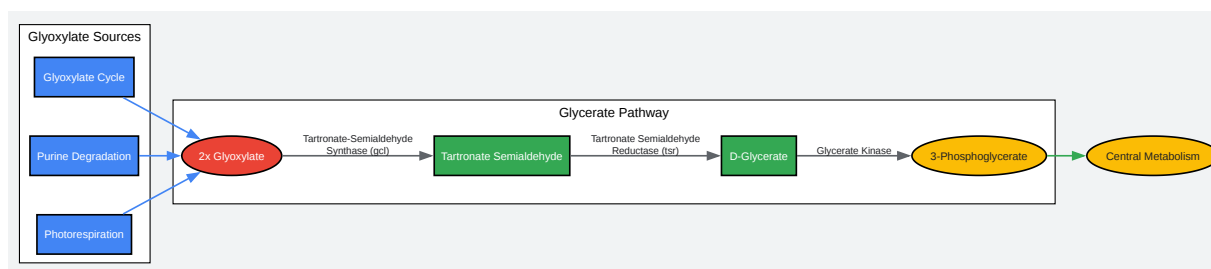 Glyoxylate Sources
Glyoxylate Cycle
Purine Degradation
Photorespiration
Glycerate Pathway
2x Glyoxylate
Tartronate-Semialdehyde
Synthase (gcl)
Tartronate Semialdehyde
Tartronate Semialdehyde
Reductase (tsr)
D-Glycerate
Glycerate Kinase
3-Phosphoglycerate
Central Metabolism